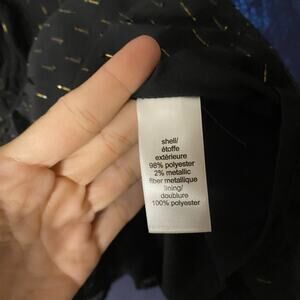 shell/
étoffe
extérieure
98% polyester
2% metallic
fiber metallique
lining/
doublure
100% polyester